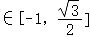 ∈[-1, √3/2]